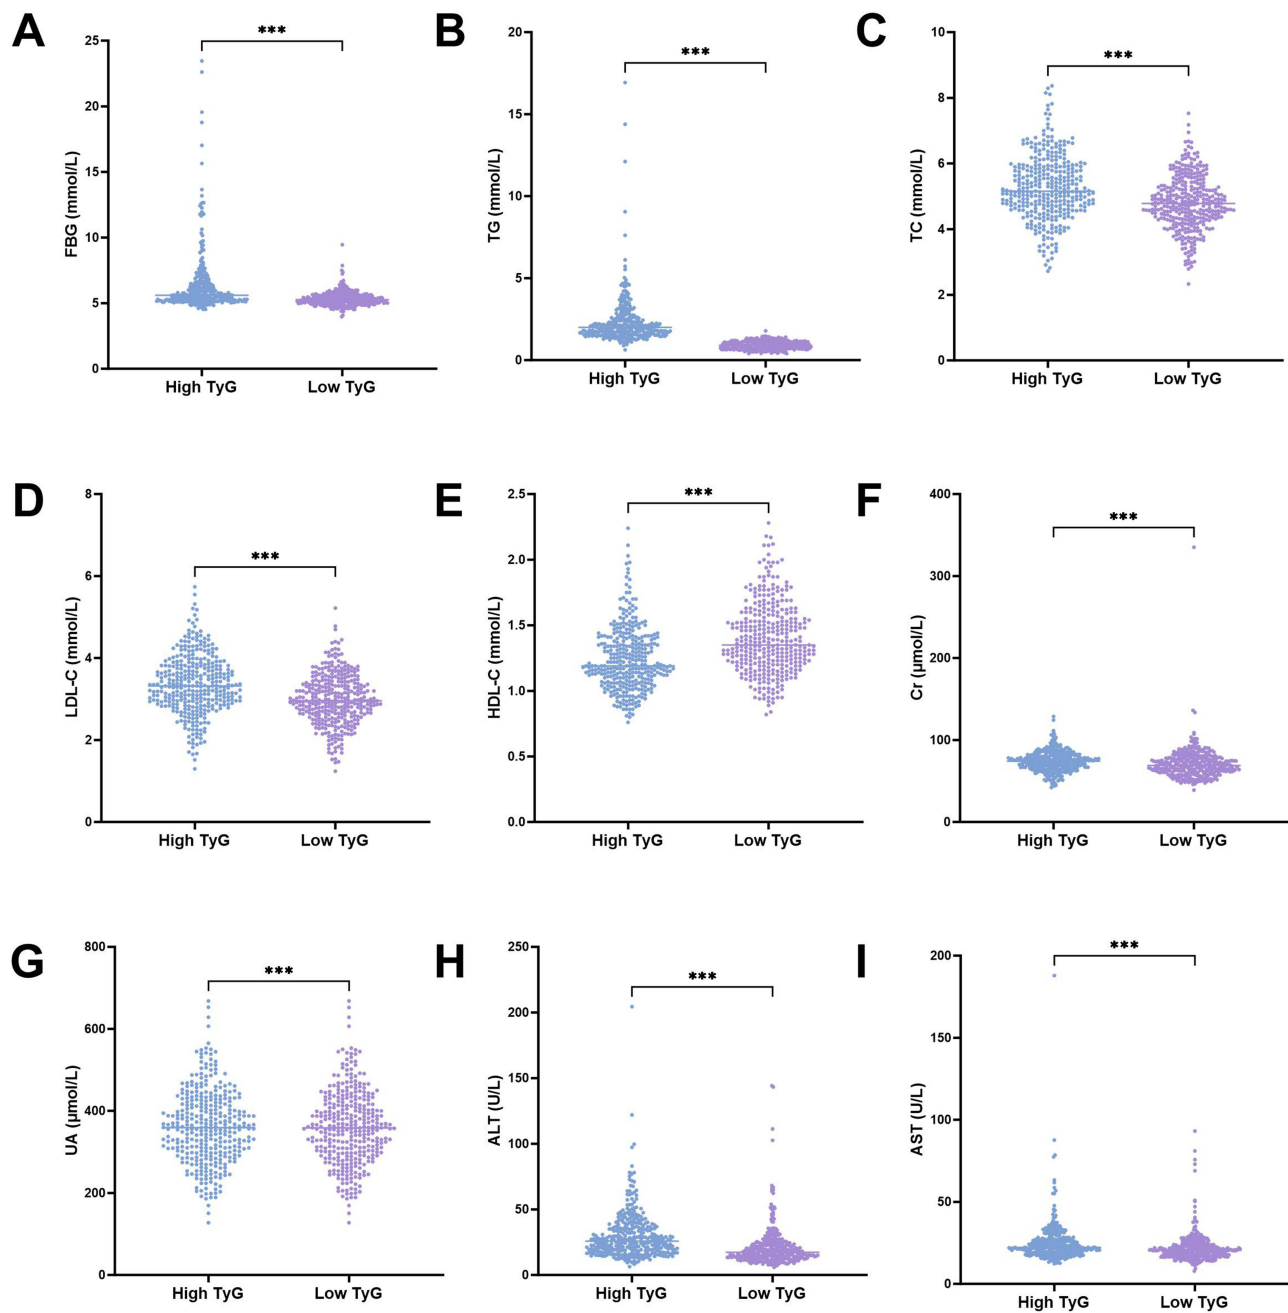 A
FBG (mmol/L)
25
20
15
10
5
0
***
High TyG
Low TyG
B
TG (mmol/L)
20
15
10
5
0
***
High TyG
Low TyG
C
TC (mmol/L)
10
8
6
4
2
0
***
High TyG
Low TyG
D
LDL-C (mmol/L)
8
6
4
2
0
***
High TyG
Low TyG
E
HDL-C (mmol/L)
2.5
2.0
1.5
1.0
0.5
0.0
***
High TyG
Low TyG
F
Cr (μmol/L)
400
300
200
100
0
***
High TyG
Low TyG
G
UA (μmol/L)
800
600
400
200
0
***
High TyG
Low TyG
H
ALT (U/L)
250
200
150
100
50
0
***
High TyG
Low TyG
I
AST (U/L)
200
150
100
50
0
***
High TyG
Low TyG